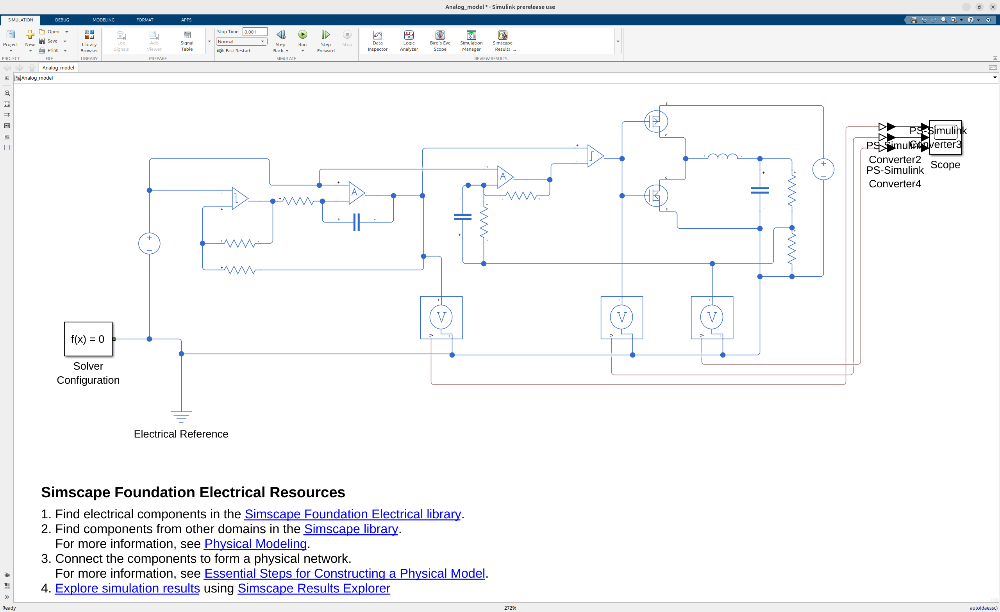 Analog_model * - Simulink prerelease use
SIMULATION DEBUG MODELING FORMAT APPS
Project
New
Open
Save
Print
Library Browser
Log Signals
Add Viewer
Signal Table
Stop Time 0.001
Normal
Fast Restart
Step Back
Run
Step Forward
Stop
Data Inspector
Logic Analyzer
Bird's-Eye Scope
Simulation Manager
Simscape Results ...
PROJECT FILE LIBRARY PREPARE SIMULATE REVIEW RESULTS
Analog_model
Analog_model
s
d
d
s
A
A
PS-Simulink
Converter3
PS-Simulink
Converter2
PS-Simulink
Converter4
Scope
V
V
V
V
V
V
f(x) = 0
Solver
Configuration
Electrical Reference
Simscape Foundation Electrical Resources
1. Find electrical components in the Simscape Foundation Electrical library.
2. Find components from other domains in the Simscape library.
For more information, see Physical Modeling.
3. Connect the components to form a physical network.
For more information, see Essential Steps for Constructing a Physical Model.
4. Explore simulation results using Simscape Results Explorer
Ready 272% auto(daessc)